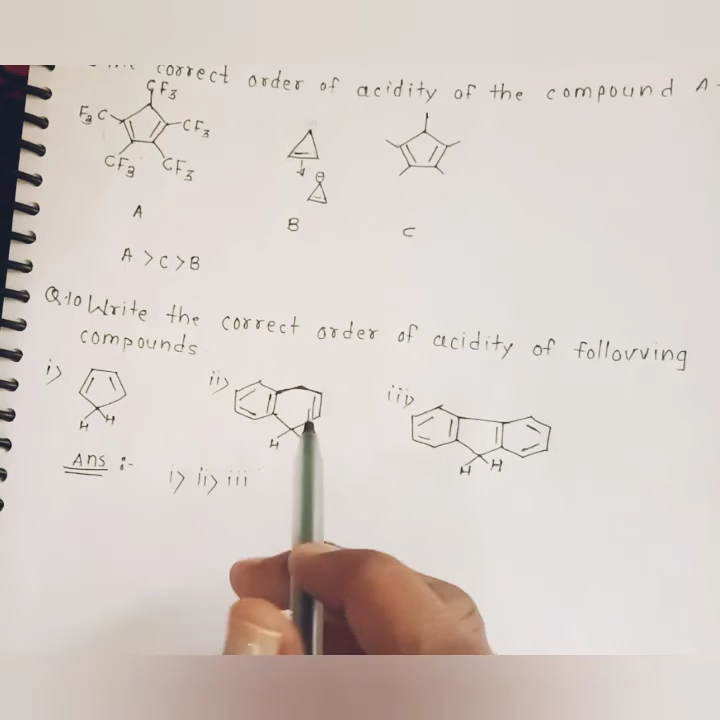 correct order of acidity of the compound A-
CF3
F3C
CF3
CF3
CF3
⊖
A
B
C
A > C > B
Q.10 Write the correct order of acidity of following
compounds
i)
ii)
iii)
H
H
H
H
H
Ans :-
i > ii > iii